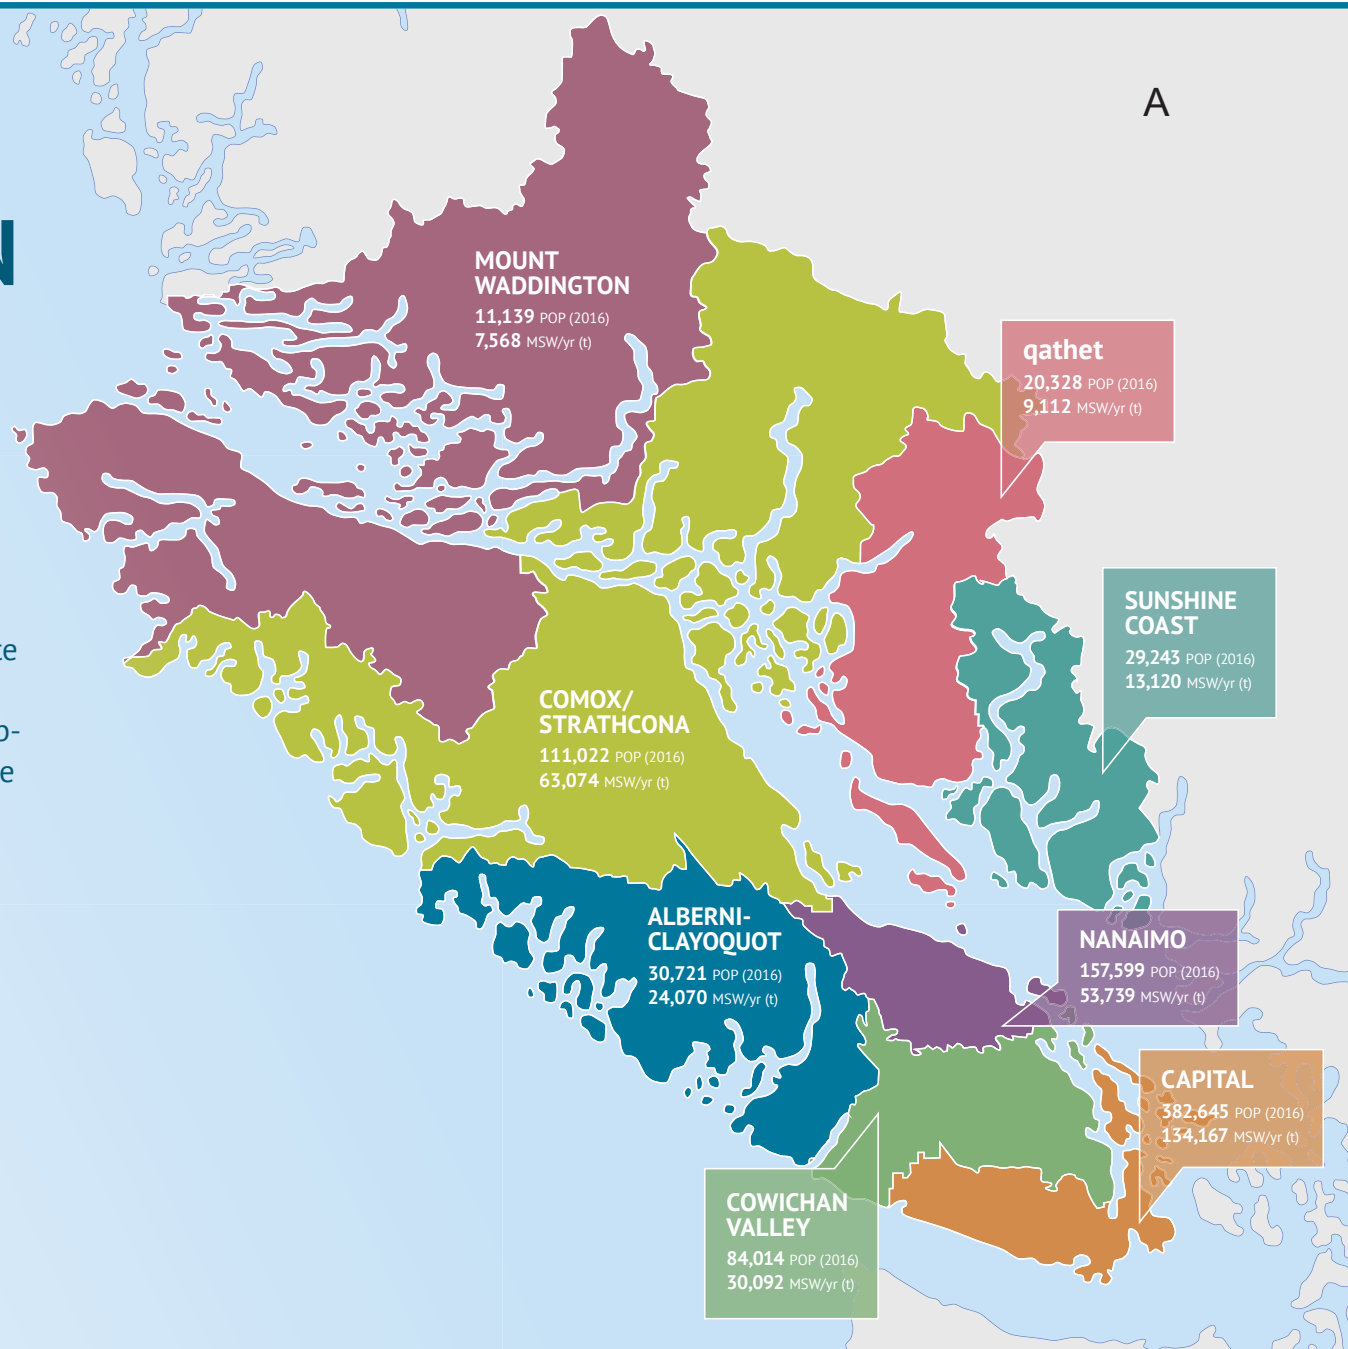 A
N
MOUNT
WADDINGTON
11,139 POP (2016)
7,568 MSW/yr (t)
qathet
20,328 POP (2016)
9,112 MSW/yr (t)
SUNSHINE
COAST
29,243 POP (2016)
13,120 MSW/yr (t)
te
p-
e
COMOX/
STRATHCONA
111,022 POP (2016)
63,074 MSW/yr (t)
ALBERNI-
CLAYOQUOT
30,721 POP (2016)
24,070 MSW/yr (t)
NANAIMO
157,599 POP (2016)
53,739 MSW/yr (t)
CAPITAL
382,645 POP (2016)
134,167 MSW/yr (t)
COWICHAN
VALLEY
84,014 POP (2016)
30,092 MSW/yr (t)